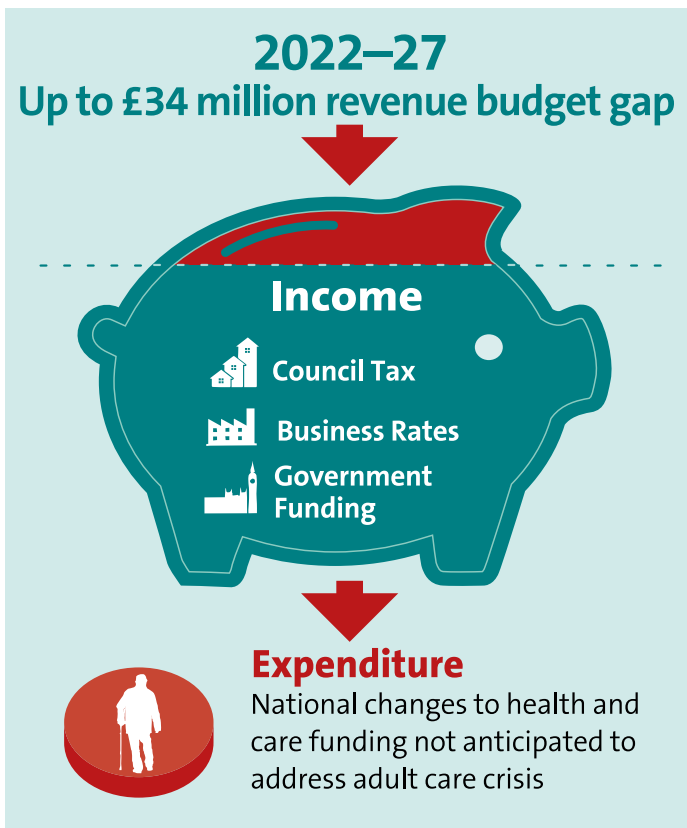 2022–27
Up to £34 million revenue budget gap
Income
Council Tax
Business Rates
Government
Funding
Expenditure
National changes to health and
care funding not anticipated to
address adult care crisis